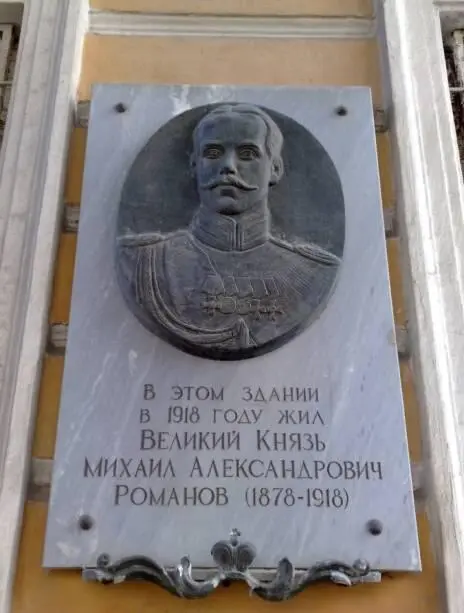 В этом здании
в 1918 году жил
Великий Князь
Михаил Александрович
Романов (1878-1918)